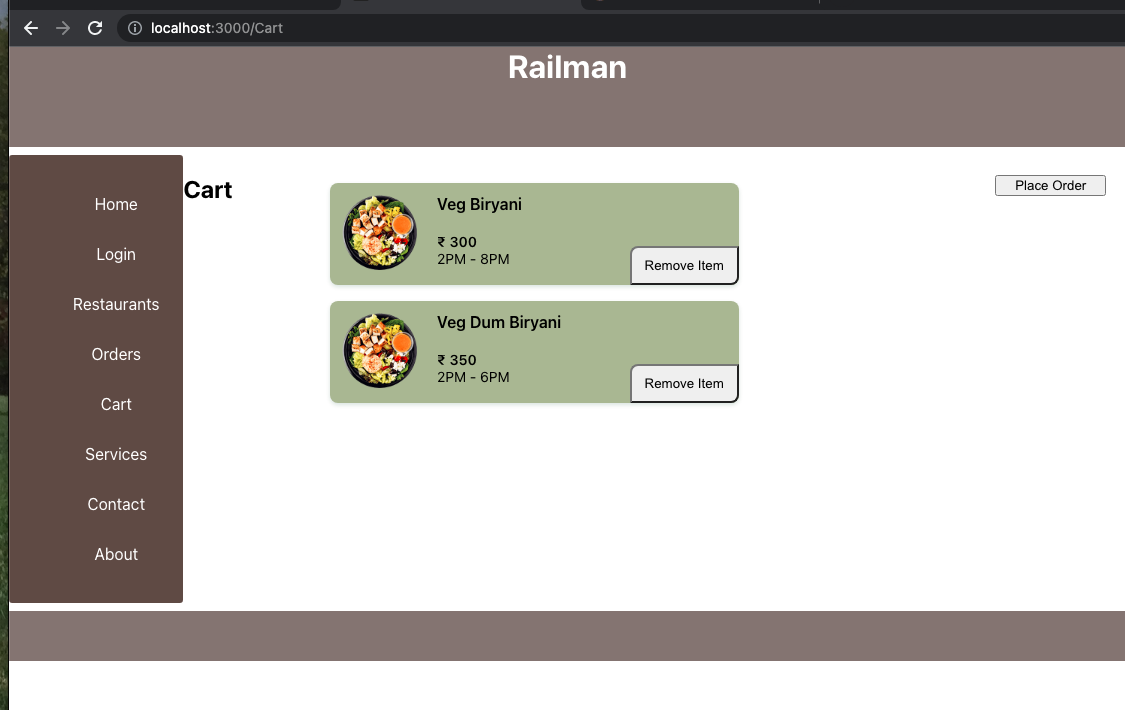 localhost:3000/Cart
Railman
Home
Login
Restaurants
Orders
Cart
Services
Contact
About
Cart
Veg Biryani
₹ 300
2PM - 8PM
Remove Item
Veg Dum Biryani
₹ 350
2PM - 6PM
Remove Item
Place Order